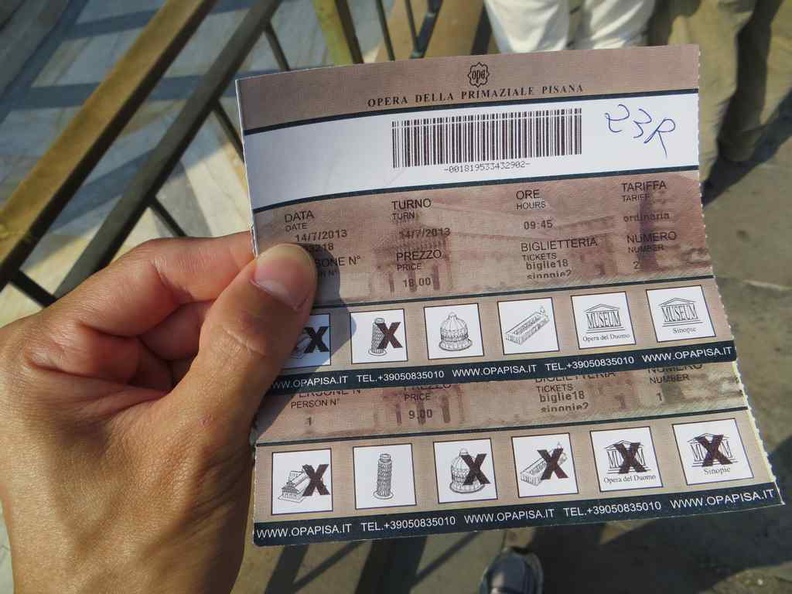 opa
OPERA DELLA PRIMAZIALE PISANA
-001819533432902-
23R
DATA TURNO ORE TARIFFA
DATE TURN HOURS TARIFF
14/7/2013 14/7/2013 09:45 ordinaria
BIGLIETTERIA NUMERO
PREZZO TICKETS NUMBER
PRICE biglie18 2
18.00 sinopie2
MUSEUM MUSEUM
Opera del Duomo Sinopie
WWW.OPAPISA.IT TEL.+39050835010 WWW.OPAPISA.IT TEL.+39050835010 WWW.OPAPISA.IT
PERSON N° PRICE TICKETS NUMBER
1 9,00 biglie18 1
sinopie2
X X X X X
MUSEUM MUSEUM
Opera del Duomo Sinopie
WWW.OPAPISA.IT TEL.+39050835010 WWW.OPAPISA.IT TEL.+39050835010 WWW.OPAPISA.IT